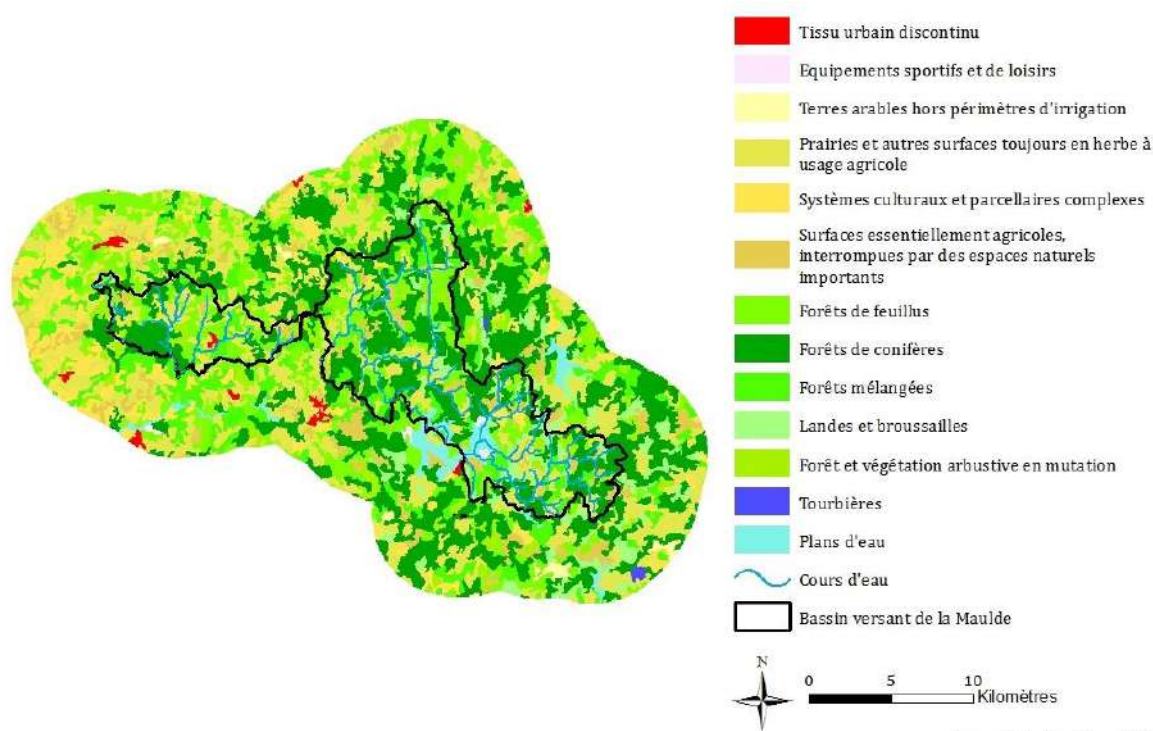 Tissu urbain discontinu
Equipements sportifs et de loisirs
Terres arables hors périmètres d'irrigation
Prairies et autres surfaces toujours en herbe à
usage agricole
Systèmes culturaux et parcellaires complexes
Surfaces essentiellement agricoles,
interrompues par des espaces naturels
importants
Forêts de feuillus
Forêts de conifères
Forêts mélangées
Landes et broussailles
Forêt et végétation arbustive en mutation
Tourbières
Plans d'eau
Cours d'eau
Bassin versant de la Maulde
N
0 5 10
Kilomètres